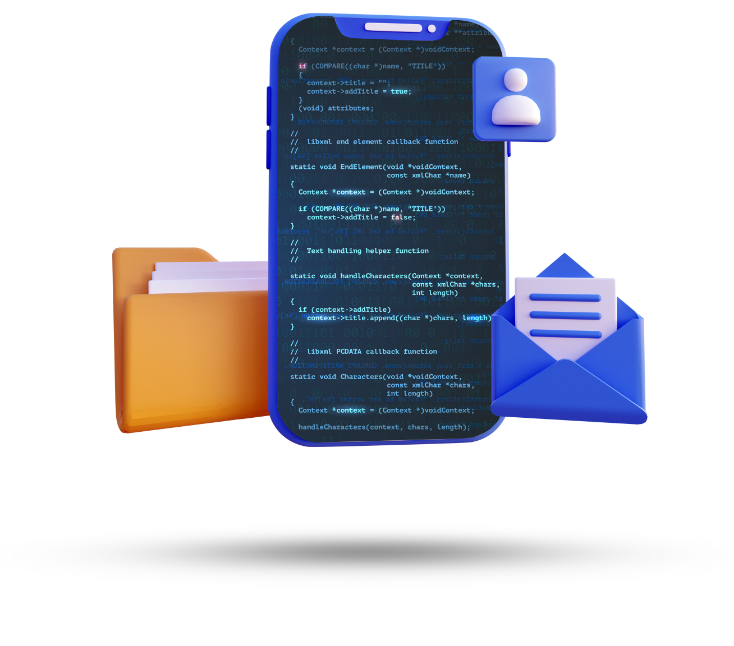 **attribut
{
Context *context = (Context *)voidContext;
if (COMPARE((char *)name, "TITLE"))
{
context->title = "";
context->addTitle = true;
}
(void) attributes;
}
//
// libxml end element callback function
//
static void EndElement(void *voidContext,
const xmlChar *name)
{
Context *context = (Context *)voidContext;
if (COMPARE((char *)name, "TITLE"))
context->addTitle = false;
}
//
// Text handling helper function
//
static void handleCharacters(Context *context,
const xmlChar *chars,
int length)
{
if (context->addTitle)
context->title.append((char *)chars, length);
}
//
// libxml PCDATA callback function
//
static void Characters(void *voidContext,
const xmlChar *chars,
int length)
{
Context *context = (Context *)voidContext;
handleCharacters(context, chars, length);